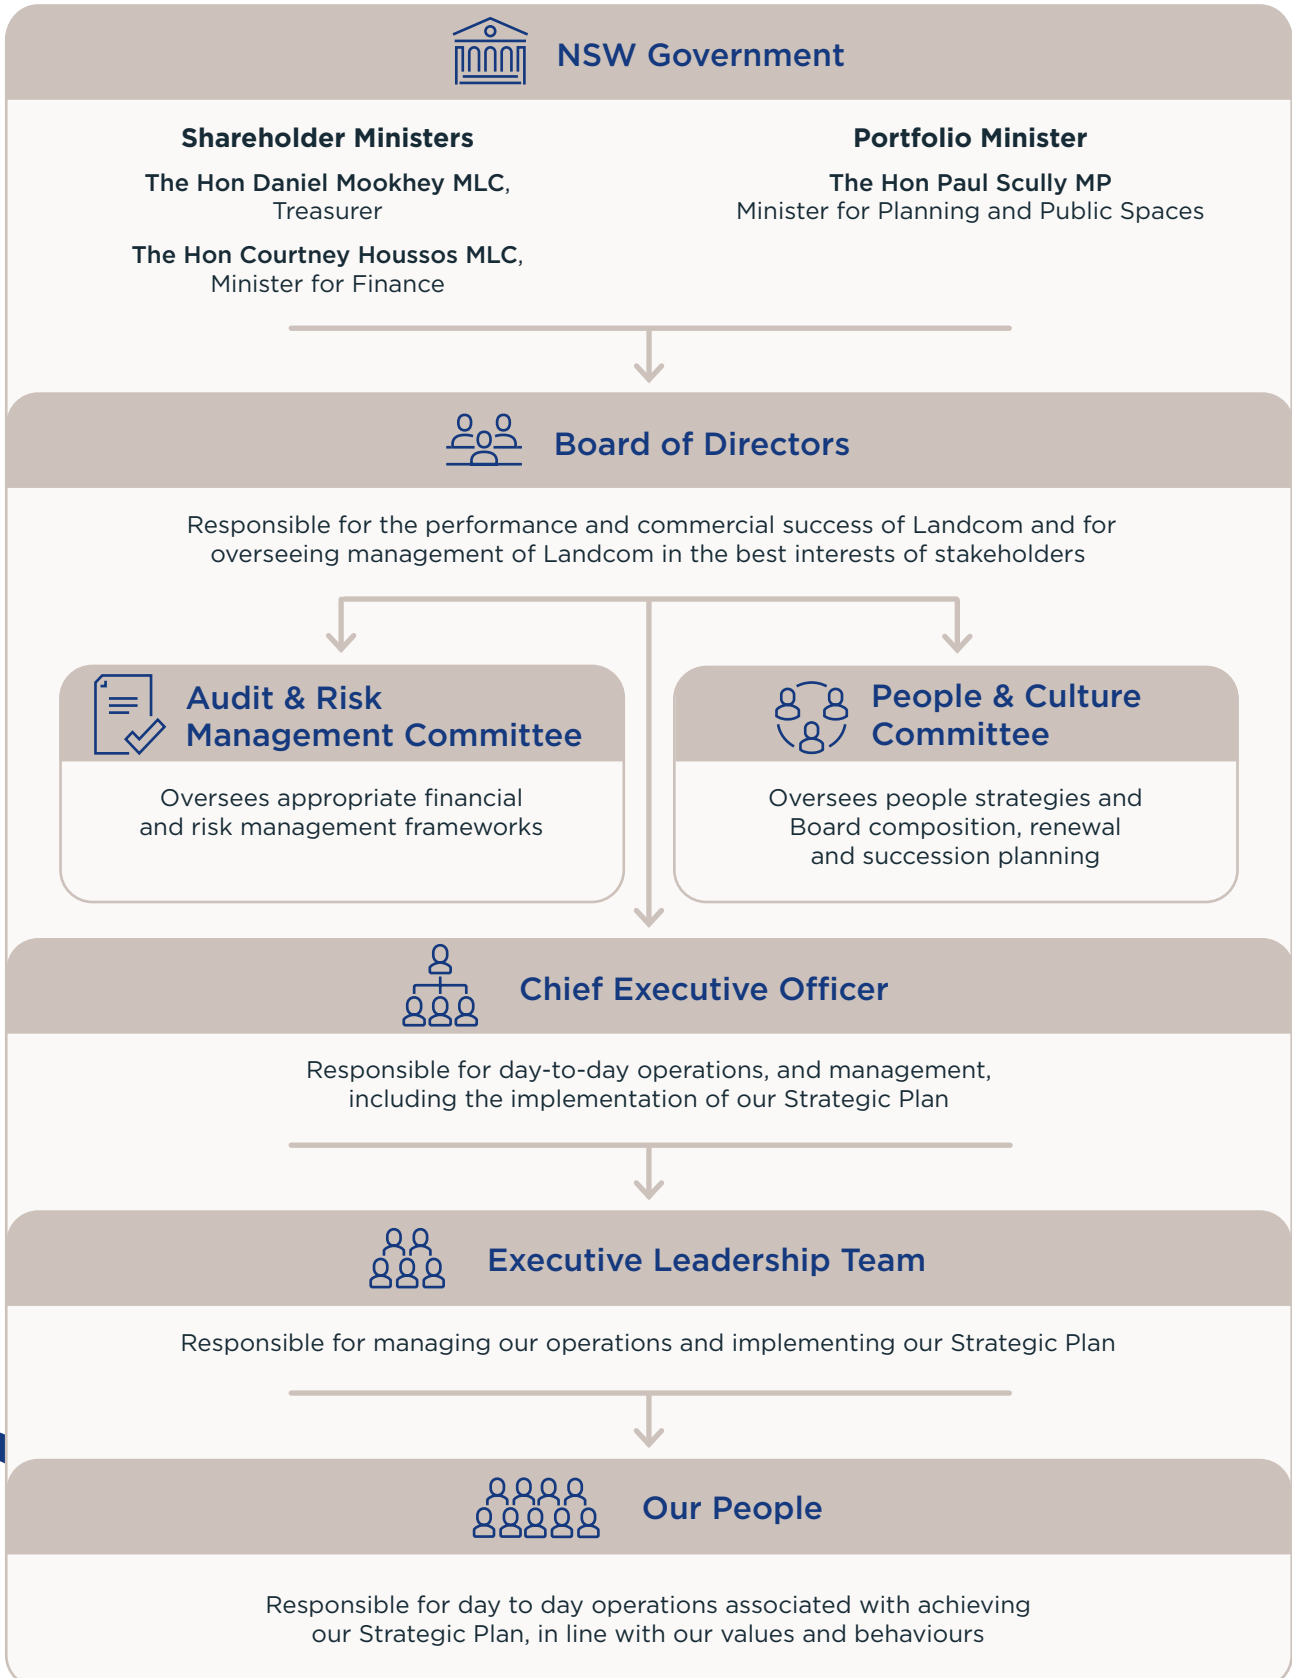 NSW Government
Shareholder Ministers
The Hon Daniel Mookhey MLC,
Treasurer
The Hon Courtney Houssos MLC,
Minister for Finance
Portfolio Minister
The Hon Paul Scully MP
Minister for Planning and Public Spaces
Board of Directors
Responsible for the performance and commercial success of Landcom and for
overseeing management of Landcom in the best interests of stakeholders
Audit & Risk
Management Committee
Oversees appropriate financial
and risk management frameworks
People & Culture
Committee
Oversees people strategies and
Board composition, renewal
and succession planning
Chief Executive Officer
Responsible for day-to-day operations, and management,
including the implementation of our Strategic Plan
Executive Leadership Team
Responsible for managing our operations and implementing our Strategic Plan
Our People
Responsible for day to day operations associated with achieving
our Strategic Plan, in line with our values and behaviours